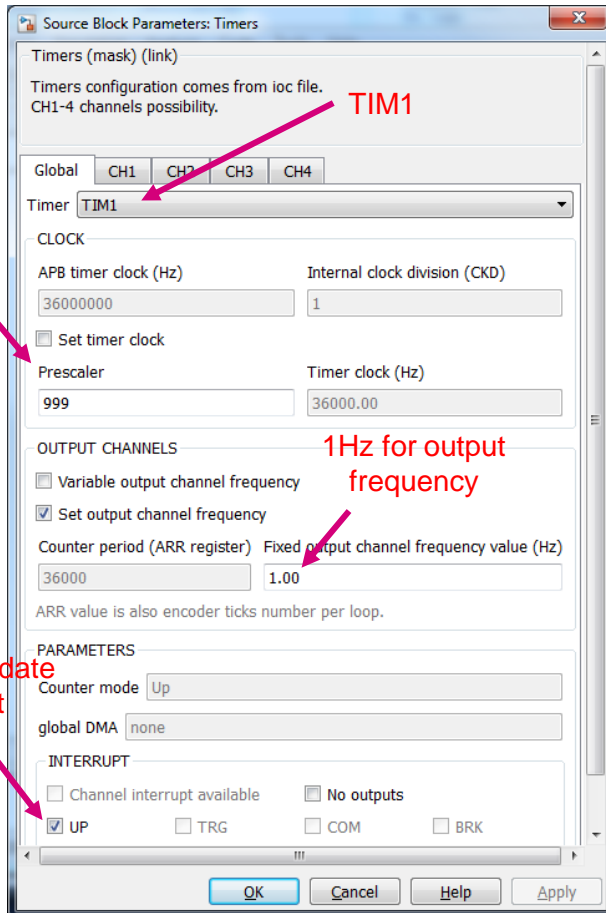 Source Block Parameters: Timers
Timers (mask) (link)
Timers configuration comes from ioc file.
CH1-4 channels possibility.
TIM1
Global CH1 CH2 CH3 CH4
Timer TIM1
CLOCK
APB timer clock (Hz) Internal clock division (CKD)
36000000 1
Set timer clock
Prescaler Timer clock (Hz)
999 36000.00
OUTPUT CHANNELS
1Hz for output
frequency
Variable output channel frequency
Set output channel frequency
Counter period (ARR register) Fixed output channel frequency value (Hz)
36000 1.00
ARR value is also encoder ticks number per loop.
PARAMETERS
date
Counter mode Up
t
global DMA none
INTERRUPT
Channel interrupt available No outputs
UP TRG COM BRK
OK Cancel Help Apply